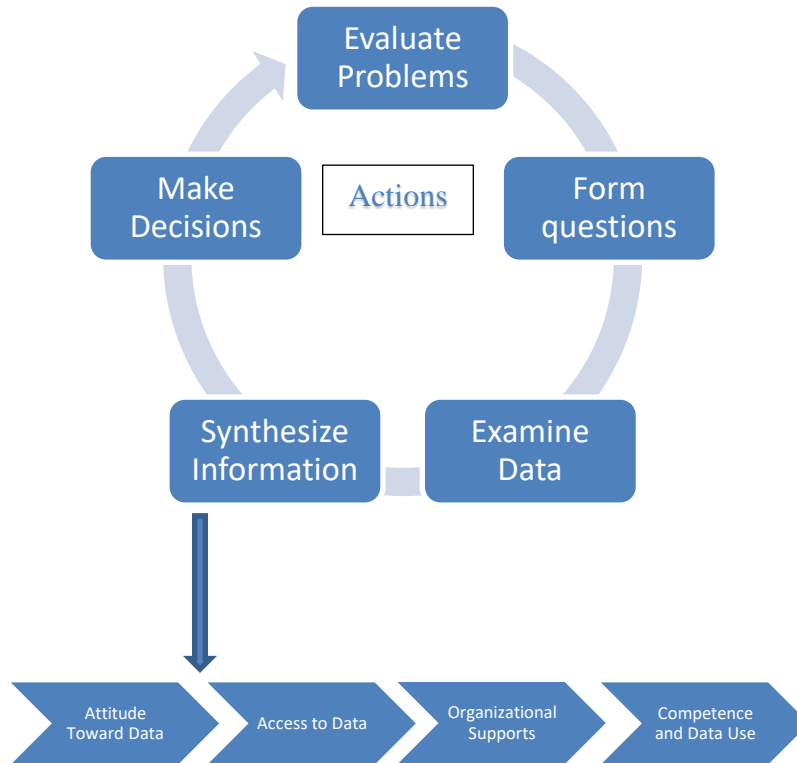 Evaluate
Problems
Make
Decisions
Actions
Form
questions
Synthesize
Information
Examine
Data
Attitude
Toward Data
Access to Data
Organizational
Supports
Competence
and Data Use